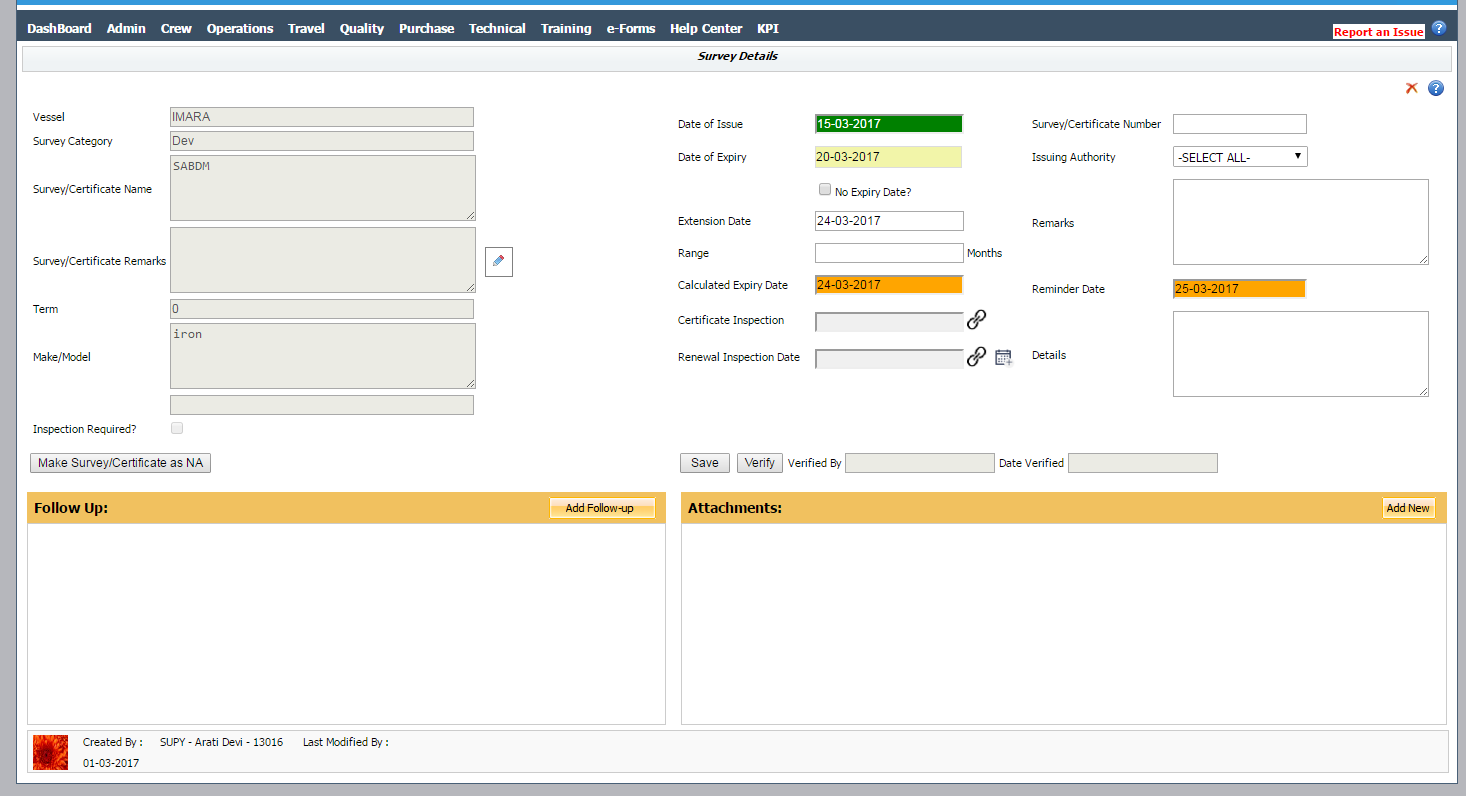 DashBoard Admin Crew Operations Travel Quality Purchase Technical Training e-Forms Help Center KPI Report an Issue ?
Survey Details
?
Vessel IMARA
Survey Category Dev
Survey/Certificate Name SABDM
Survey/Certificate Remarks
Term 0
Make/Model iron
Inspection Required?
Make Survey/Certificate as NA
Date of Issue 15-03-2017
Date of Expiry 20-03-2017
No Expiry Date?
Extension Date 24-03-2017
Range Months
Calculated Expiry Date 24-03-2017
Certificate Inspection
Renewal Inspection Date
Survey/Certificate Number
Issuing Authority -SELECT ALL-
Remarks
Reminder Date 25-03-2017
Details
Save Verify Verified By Date Verified
Follow Up: Add Follow-up
Attachments: Add New
Created By : SUPY - Arati Devi - 13016 Last Modified By :
01-03-2017